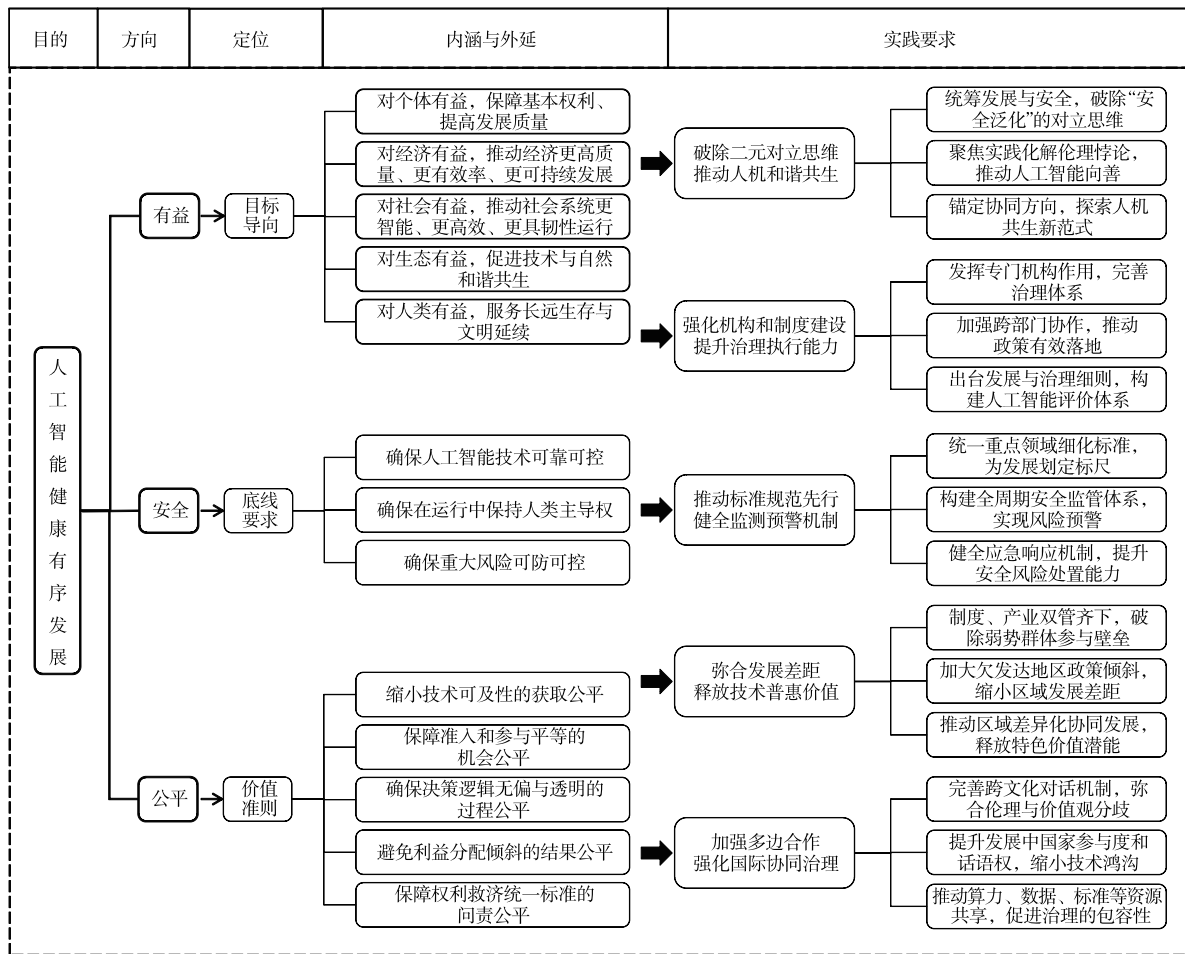 目的
方向
定位
内涵与外延
实践要求
人
工
智
能
健
康
有
序
发
展
有益
目标
导向
对个体有益，保障基本权利、
提高发展质量
对经济有益，推动经济更高质
量、更有效率、更可持续发展
对社会有益，推动社会系统更
智能、更高效、更具韧性运行
对生态有益，促进技术与自然
和谐共生
对人类有益，服务长远生存与
文明延续
破除二元对立思维
推动人机和谐共生
统筹发展与安全，破除“安
全泛化”的对立思维
聚焦实践化解伦理悖论，
推动人工智能向善
锚定协同方向，探索人机
共生新范式
强化机构和制度建设
提升治理执行能力
发挥专门机构作用，完善
治理体系
加强跨部门协作，推动
政策有效落地
出台发展与治理细则，构
建人工智能评价体系
安全
底线
要求
确保人工智能技术可靠可控
确保在运行中保持人类主导权
确保重大风险可防可控
推动标准规范先行
健全监测预警机制
统一重点领域细化标准，
为发展划定标尺
构建全周期安全监管体系，
实现风险预警
健全应急响应机制，提升
安全风险处置能力
公平
价值
准则
缩小技术可及性的获取公平
保障准入和参与平等的
机会公平
确保决策逻辑无偏与透明的
过程公平
避免利益分配倾斜的结果公平
保障权利救济统一标准的
问责公平
弥合发展差距
释放技术普惠价值
制度、产业双管齐下，破
除弱势群体参与壁垒
加大欠发达地区政策倾斜，
缩小区域发展差距
推动区域差异化协同发展，
释放特色价值潜能
加强多边合作
强化国际协同治理
完善跨文化对话机制，弥
合伦理与价值观分歧
提升发展中国家参与度和
话语权，缩小技术鸿沟
推动算力、数据、标准等资源
共享，促进治理的包容性